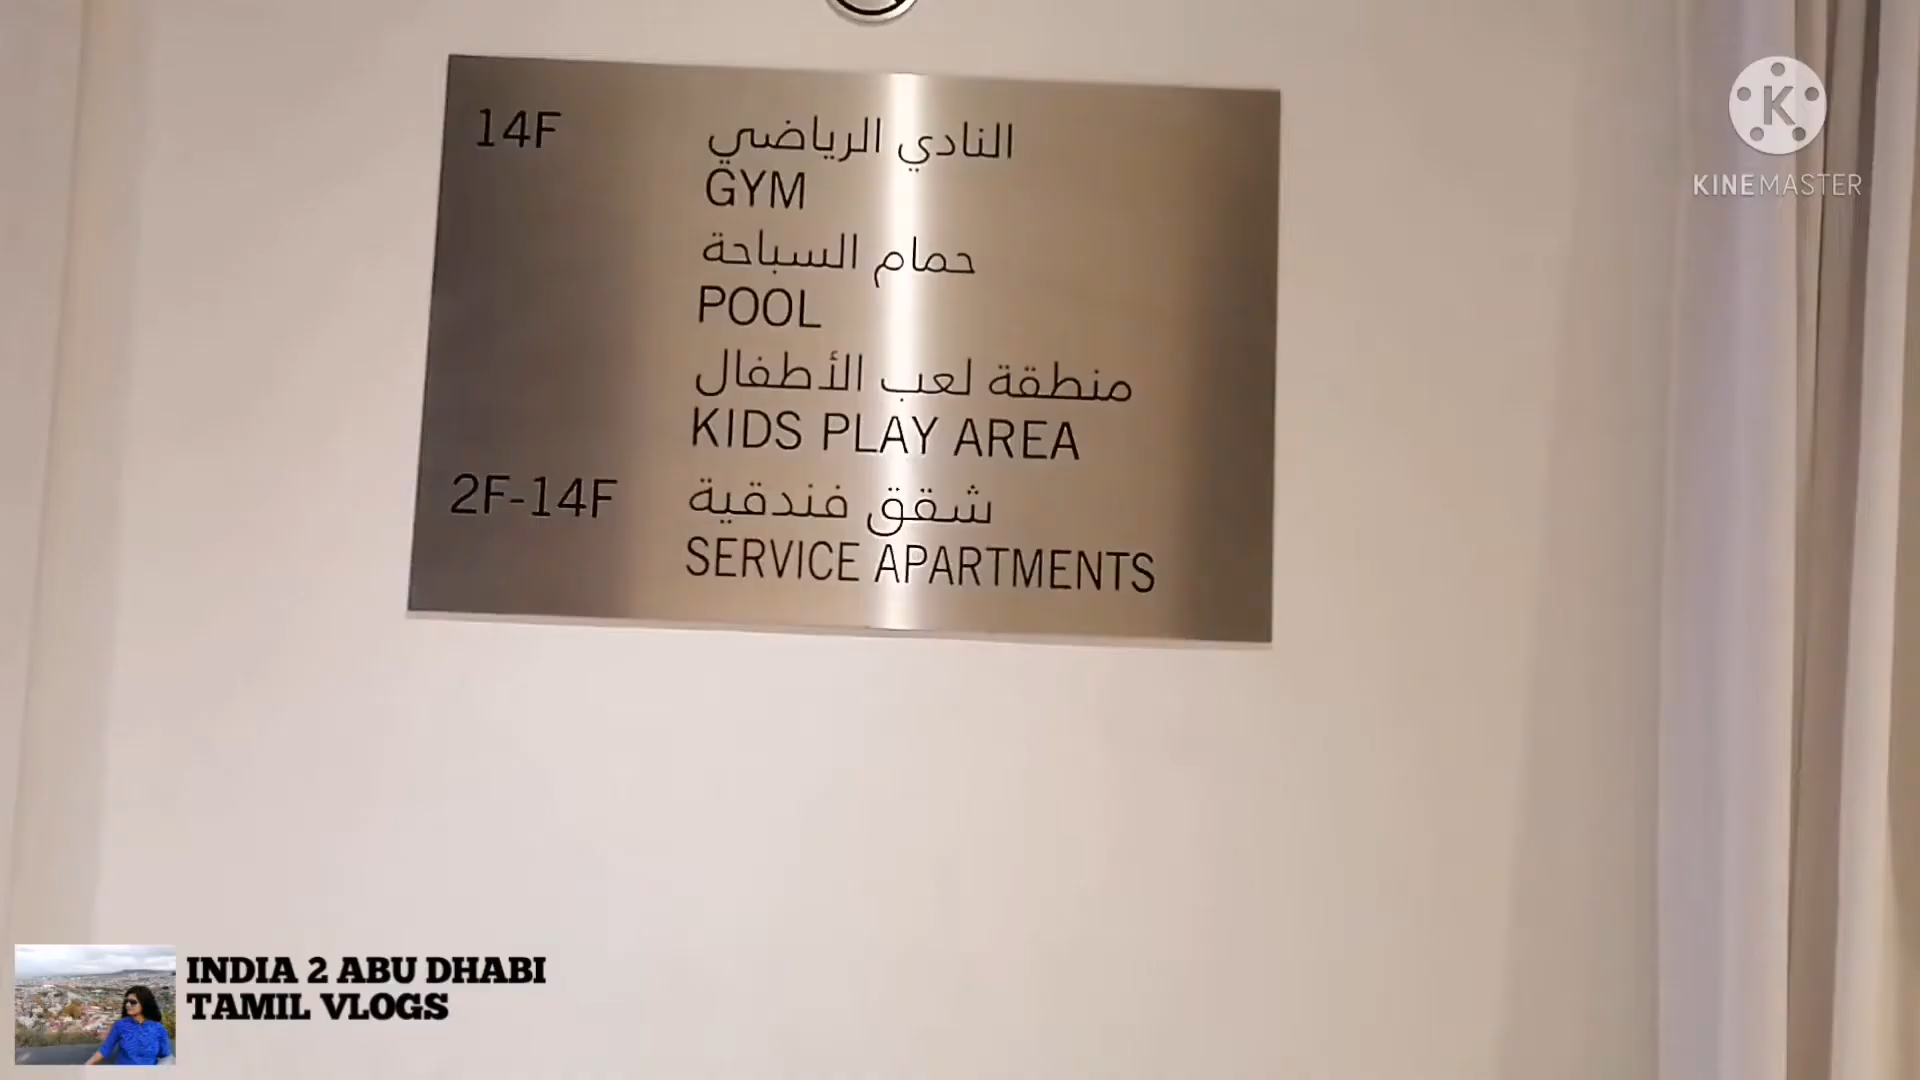 14F النادي الرياضي
GYM
حمام السباحة
POOL
منطقة لعب الأطفال
KIDS PLAY AREA
2F-14F شقق فندقية
SERVICE APARTMENTS
K
KINEMASTER
INDIA 2 ABU DHABI
TAMIL VLOGS